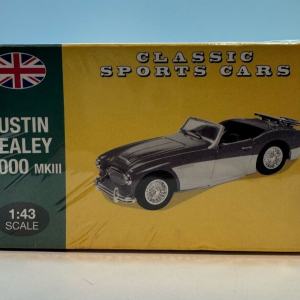 CLASSIC
SPORTS CARS
USTIN
EALEY
000 MKIII
1:43
SCALE